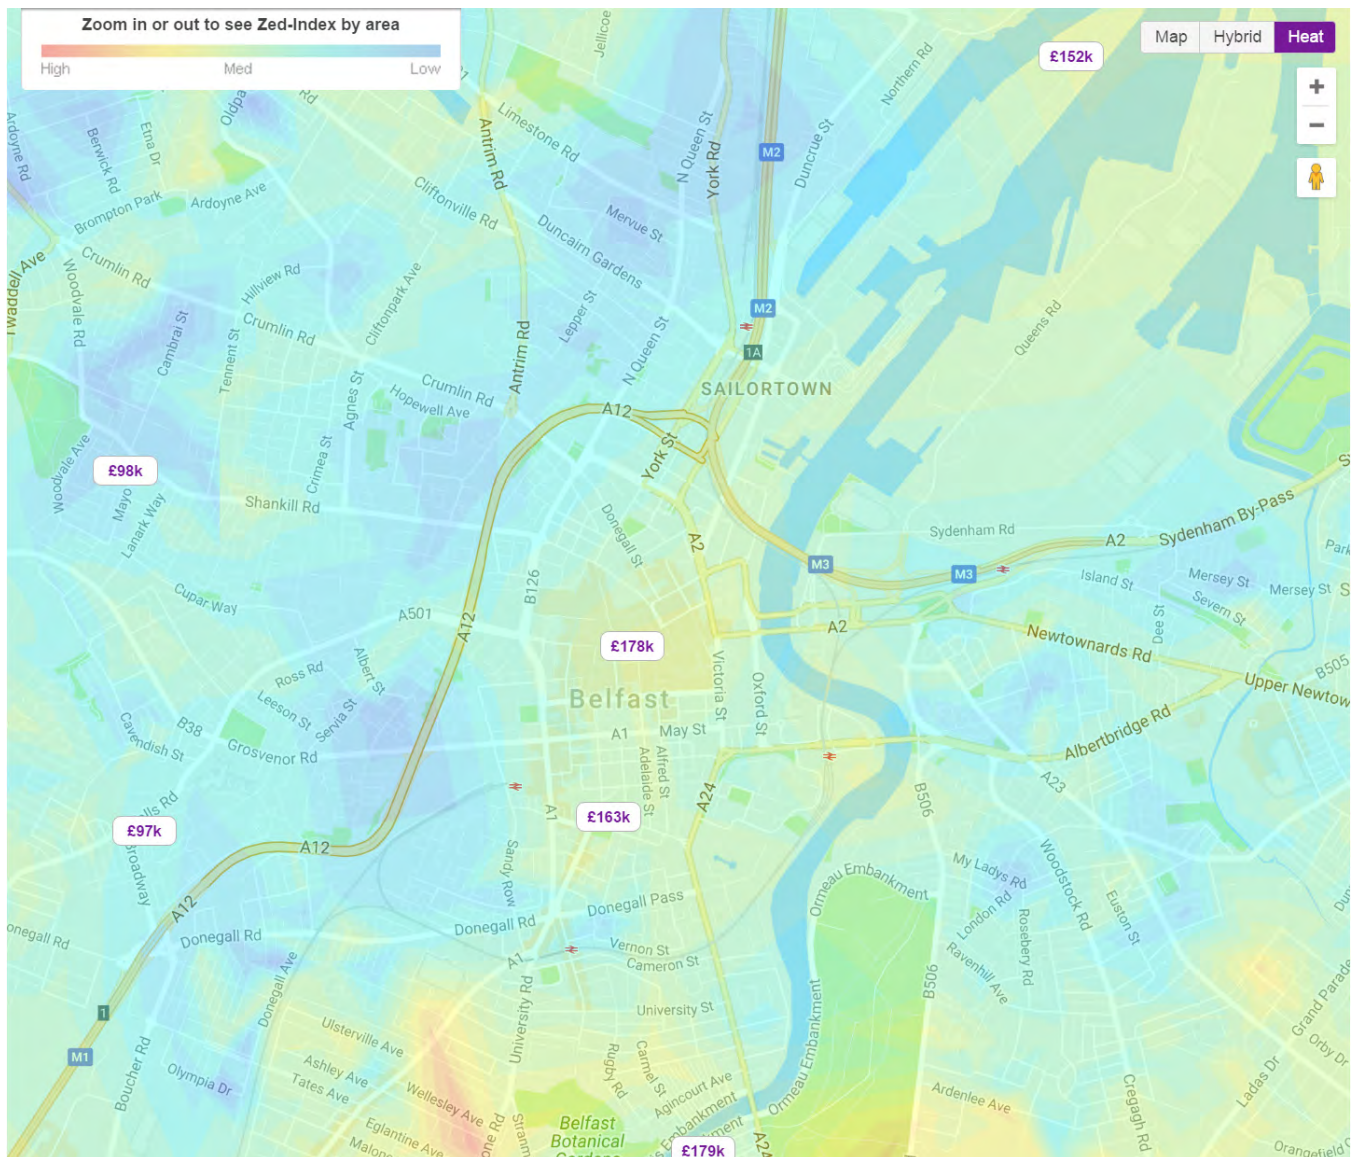 Zoom in or out to see Zed-Index by area
High Med Low
Map Hybrid Heat
£152k
Jellicoe
Northern Rd
Rd
Limestone Rd
Antrim Rd
N Queen St
York Rd
M2
Duncrue St
Ardoyne Rd
Berwick Rd
Etna Dr
Brompton Park
Ardoyne Ave
Cliftonville Rd
Mervue St
Duncairn Gardens
Twaddell Ave
Crumlin Rd
Woodvale Rd
Hillview Rd
Cliftonpark Ave
Cambrai St
Crumlin Rd
Tennent St
Lepper St
N Queen St
M2
1A
Queens Rd
Antrim Rd
SAILORTOWN
Agnes St
Crumlin Rd
Hopewell Ave
A12
York St
£98k
Woodvale Ave
Mayo
Lanark Way
Crimea St
Shankill Rd
Donegall St
A2
M3
Sydenham Rd
Sydenham By-Pass
A2
M3
Island St
Mersey St
Mersey St
Severn St
Dee St
Park
Cupar Way
A501
A12
B126
£178k
A2
Newtownards Rd
B505
Upper Newtow
Belfast
Victoria St
Oxford St
Ross Rd
Albert St
Leeson St
Servia St
B38
Cavendish St
Grosvenor Rd
A1
May St
Albertbridge Rd
Alfred St
Adelaide St
A24
A23
B506
£163k
A1
£97k
Broadway
A12
A12
Sandy Row
Ormeau Embankment
My Ladys Rd
Woodstock Rd
London Rd
Euston St
Rosebery Rd
Ravenhill Ave
Donegall Pass
Donegall Rd
Donegall Rd
onegall Rd
Vernon St
Cameron St
A1
B506
Donegall Ave
University Rd
University St
Ormeau Embankment
Grand Parade
Orby Dr
Ladas Dr
1
M1
Boucher Rd
Olympia Dr
Ulsterville Ave
Ashley Ave
Tates Ave
Wellesley Ave
Eglantine Ave
Malone
one Rd
Stranm
Rugby Rd
Carmel St
Agincourt Ave
Embankment
Ardenlee Ave
Cregagh Rd
Orangefield
Belfast
Botanical
£179k
A24